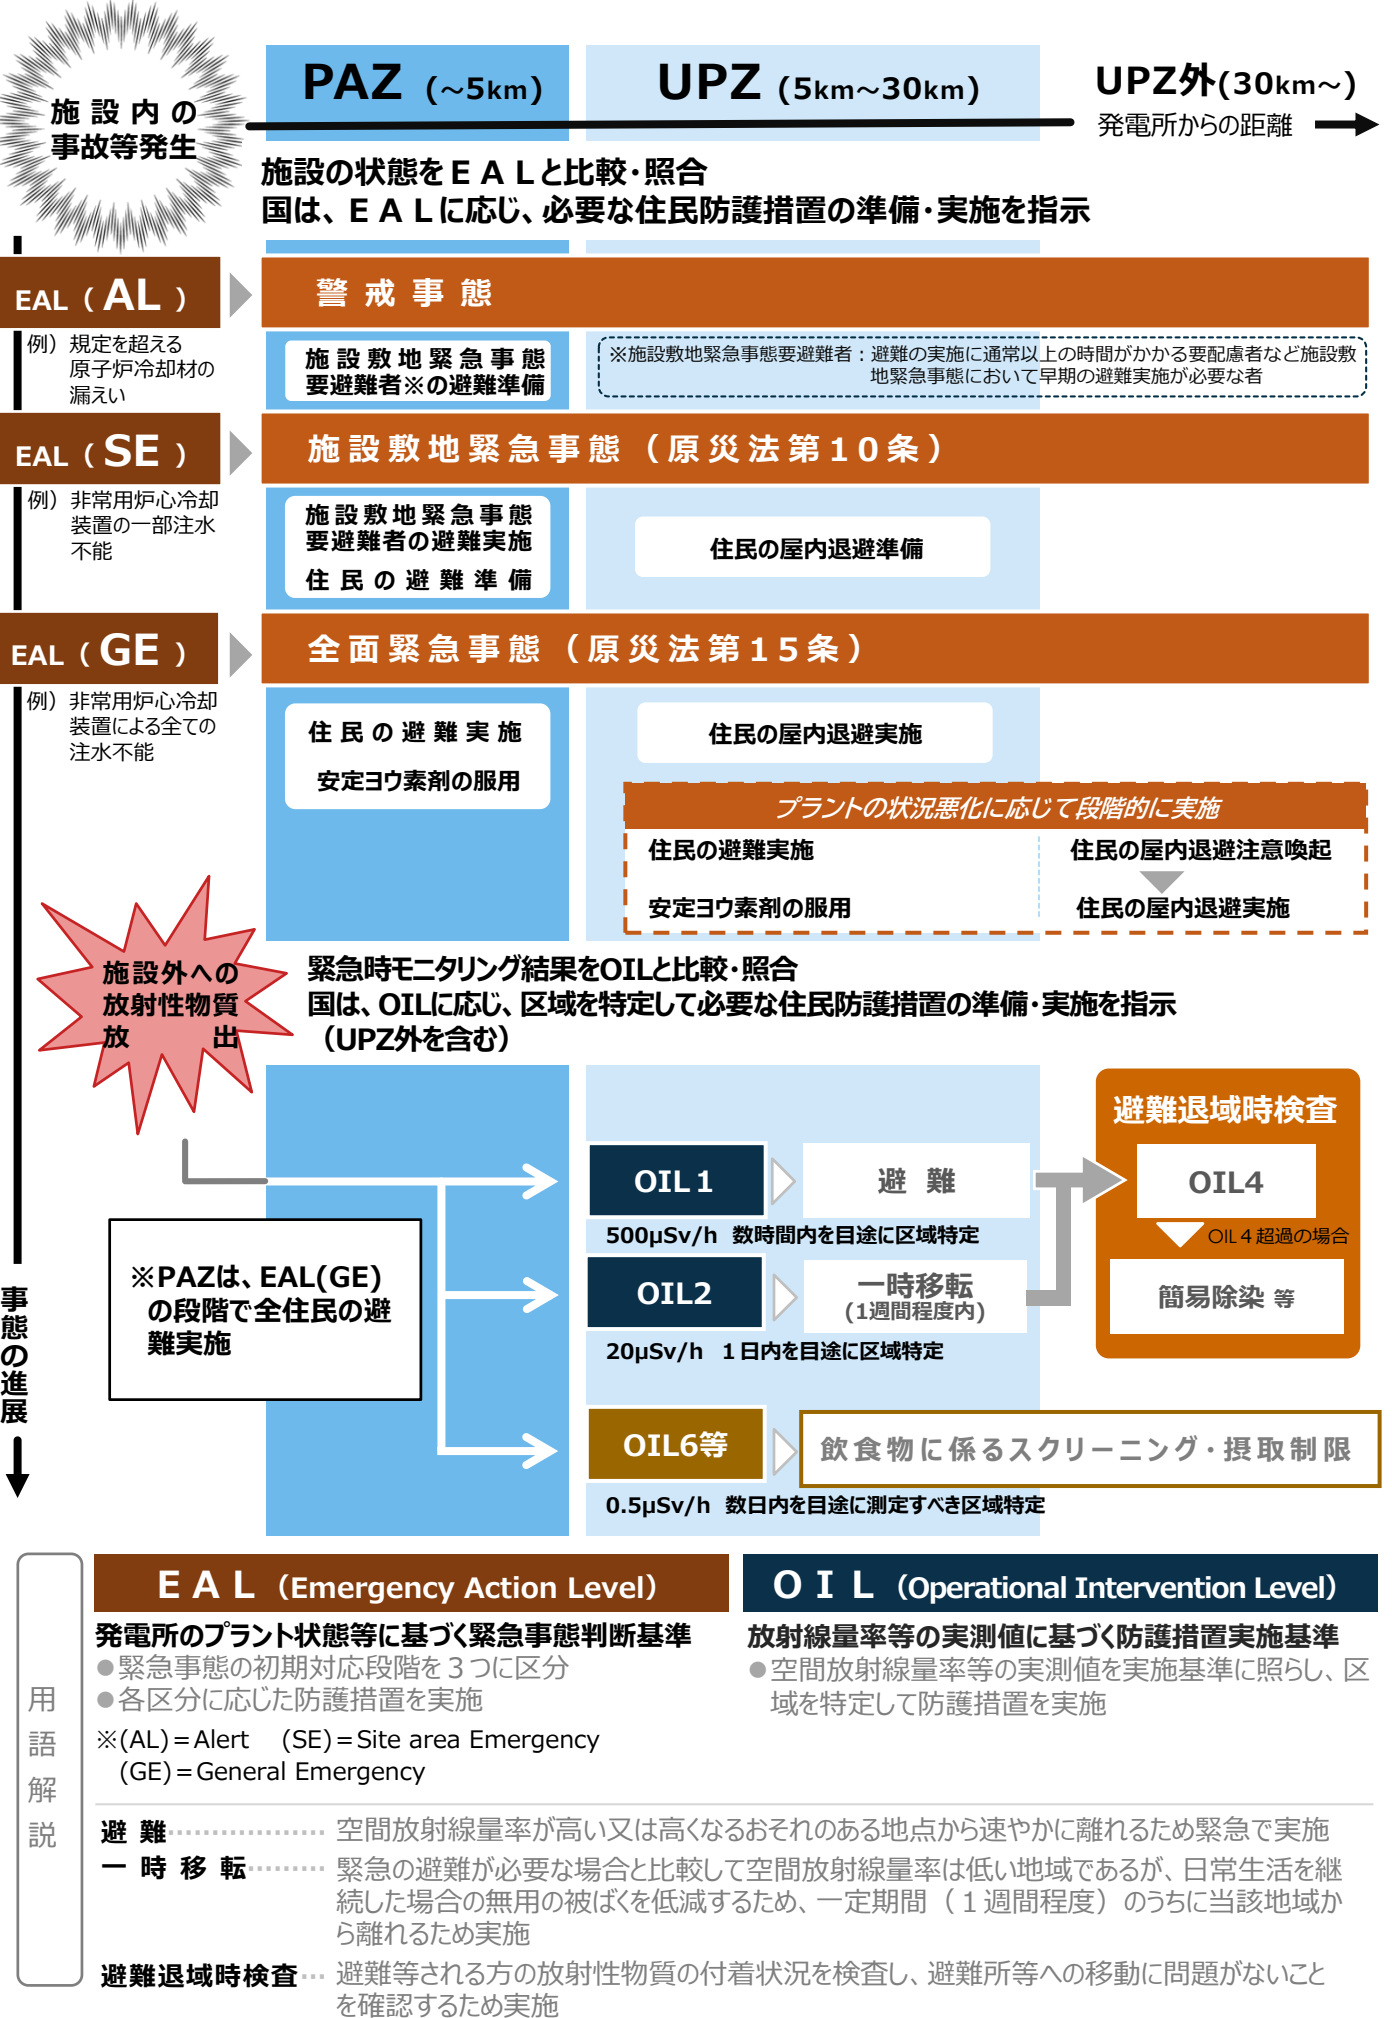 施設内の
事故等発生
PAZ (～5km)
UPZ (5km～30km)
UPZ外(30km～)
発電所からの距離
施設の状態をＥＡＬと比較・照合
国は、ＥＡＬに応じ、必要な住民防護措置の準備・実施を指示
EAL（AL）
警戒事態
例）規定を超える
原子炉冷却材の
漏えい
施設敷地緊急事態
要避難者※の避難準備
※施設敷地緊急事態要避難者：避難の実施に通常以上の時間がかかる要配慮者など施設敷
地緊急事態において早期の避難実施が必要な者
EAL（SE）
施設敷地緊急事態（原災法第10条）
例）非常用炉心冷却
装置の一部注水
不能
施設敷地緊急事態
要避難者の避難実施
住民の避難準備
住民の屋内退避準備
EAL（GE）
全面緊急事態（原災法第15条）
例）非常用炉心冷却
装置による全ての
注水不能
住民の避難実施
安定ヨウ素剤の服用
住民の屋内退避実施
プラントの状況悪化に応じて段階的に実施
住民の避難実施
住民の屋内退避注意喚起
安定ヨウ素剤の服用
住民の屋内退避実施
施設外への
放射性物質
放出
緊急時モニタリング結果をOILと比較・照合
国は、OILに応じ、区域を特定して必要な住民防護措置の準備・実施を指示
（UPZ外を含む）
避難退域時検査
OIL１
避難
OIL4
500μSv/h 数時間内を目途に区域特定
OIL４超過の場合
※PAZは、EAL(GE)
の段階で全住民の避
難実施
OIL2
一時移転
(1週間程度内)
簡易除染 等
20μSv/h １日内を目途に区域特定
事態の進展
OIL6等
飲食物に係るスクリーニング・摂取制限
0.5μSv/h 数日内を目途に測定すべき区域特定
用語解説
ＥＡＬ（Emergency Action Level）
発電所のプラント状態等に基づく緊急事態判断基準
●緊急事態の初期対応段階を３つに区分
●各区分に応じた防護措置を実施
※(AL)＝Alert (SE)＝Site area Emergency
(GE)＝General Emergency
ＯＩＬ（Operational Intervention Level）
放射線量率等の実測値に基づく防護措置実施基準
●空間放射線量率等の実測値を実施基準に照らし、区
域を特定して防護措置を実施
避難……………… 空間放射線量率が高い又は高くなるおそれのある地点から速やかに離れるため緊急で実施
一時移転……… 緊急の避難が必要な場合と比較して空間放射線量率は低い地域であるが、日常生活を継
続した場合の無用の被ばくを低減するため、一定期間（１週間程度）のうちに当該地域か
ら離れるため実施
避難退域時検査… 避難等される方の放射性物質の付着状況を検査し、避難所等への移動に問題がないこと
を確認するため実施